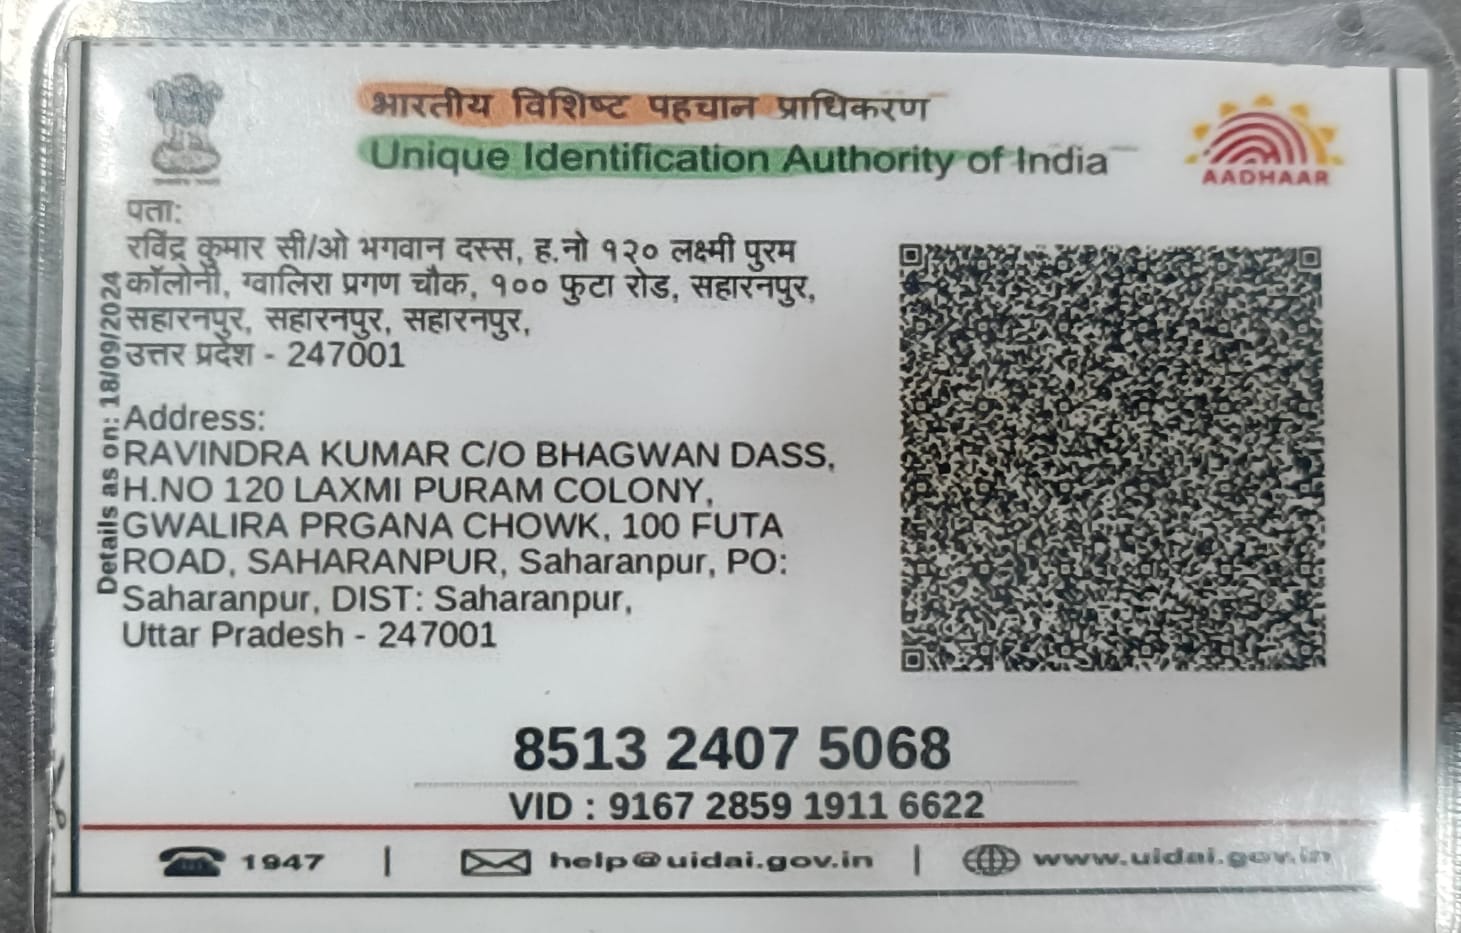 भारतीय विशिष्ट पहचान प्राधिकरण
Unique Identification Authority of India
AADHAAR
पता:
रविंद्र कुमार सी/ओ भगवान दस्स, ह.नो १२० लक्ष्मी पुरम
कॉलोनी, ग्वालिरा प्रगण चौक, १०० फुटा रोड, सहारनपुर,
सहारनपुर, सहारनपुर, सहारनपुर,
उत्तर प्रदेश - 247001
Details as on: 18/09/2024
Address:
RAVINDRA KUMAR C/O BHAGWAN DASS,
H.NO 120 LAXMI PURAM COLONY,
GWALIRA PRGANA CHOWK, 100 FUTA
ROAD, SAHARANPUR, Saharanpur, PO:
Saharanpur, DIST: Saharanpur,
Uttar Pradesh - 247001
8513 2407 5068
VID : 9167 2859 1911 6622
1947 | help@uidai.gov.in | www.uidai.gov.in